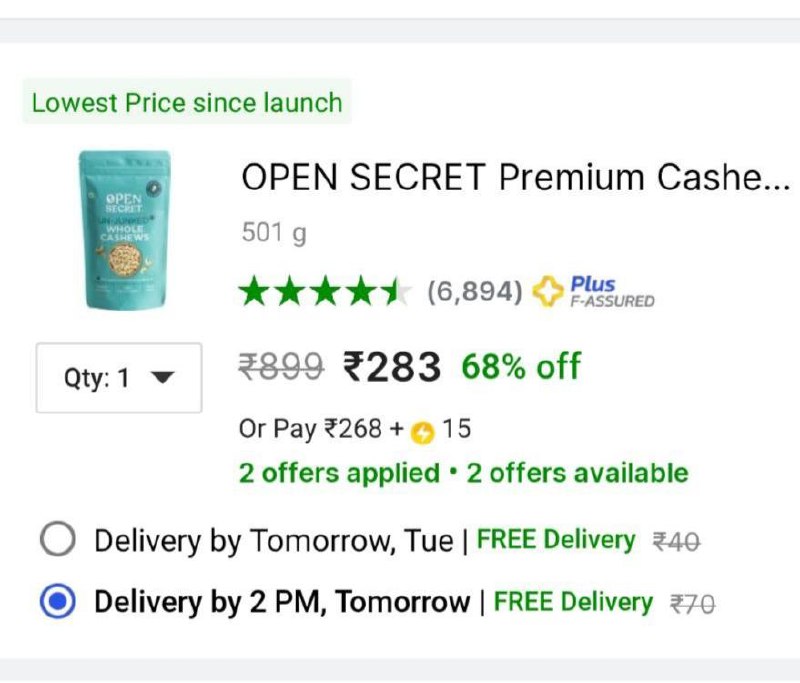 Lowest Price since launch
OPEN SECRET Premium Cashe...
501 g
OPEN
SECRET
UN-JUNKED
WHOLE
CASHEWS
(6,894) Plus
F-ASSURED
Qty: 1
₹899 ₹283 68% off
Or Pay ₹268 + 15
2 offers applied • 2 offers available
Delivery by Tomorrow, Tue | FREE Delivery ₹40
Delivery by 2 PM, Tomorrow | FREE Delivery ₹70